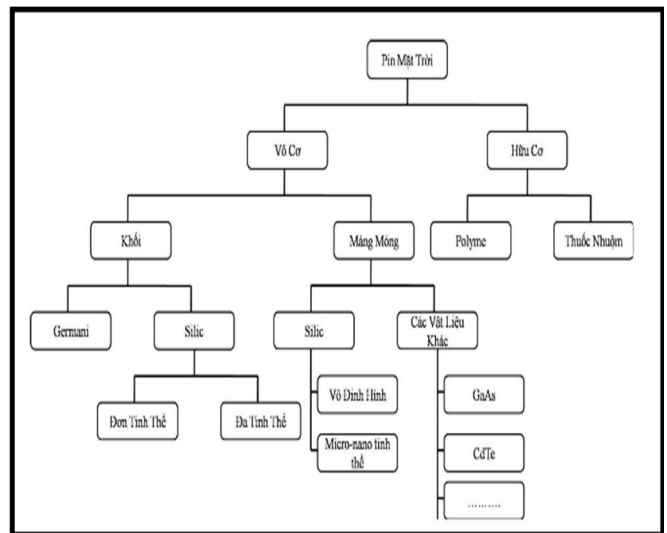 Pin Mặt Trời
Vô Cơ
Hữu Cơ
Khối
Màng Mỏng
Polyme
Thuốc Nhuộm
Germani
Silic
Silic
Các Vật Liệu
Khác
Đơn Tinh Thể
Đa Tinh Thể
Vô Đinh Hình
Micro-nano tinh
thể
GaAs
CdTe
..........